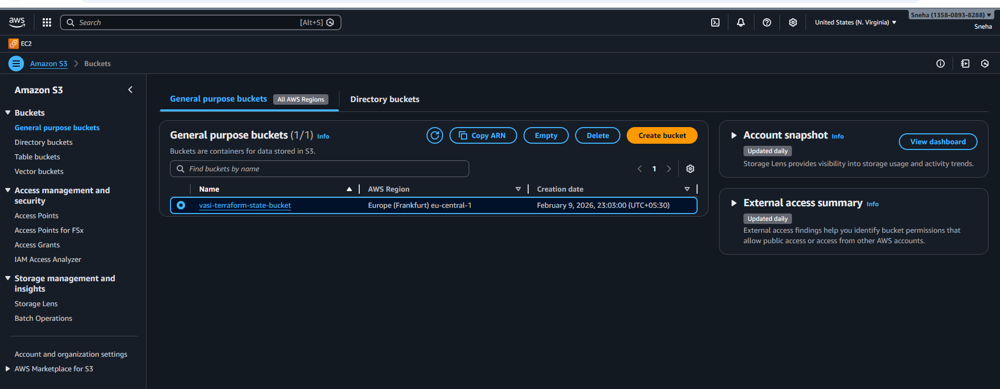 aws
Search [Alt+S]
United States (N. Virginia)
Sneha (1358-0893-8288)
Sneha
EC2
Amazon S3
Buckets
Amazon S3
Buckets
General purpose buckets
Directory buckets
Table buckets
Vector buckets
Access management and
security
Access Points
Access Points for FSx
Access Grants
IAM Access Analyzer
Storage management and
insights
Storage Lens
Batch Operations
Account and organization settings
AWS Marketplace for S3
General purpose buckets All AWS Regions
Directory buckets
General purpose buckets (1/1) Info
Copy ARN
Empty
Delete
Create bucket
Buckets are containers for data stored in S3.
Find buckets by name
1
Name AWS Region Creation date
vasi-terraform-state-bucket Europe (Frankfurt) eu-central-1 February 9, 2026, 23:03:00 (UTC+05:30)
Account snapshot Info
Updated daily
View dashboard
Storage Lens provides visibility into storage usage and activity trends.
External access summary Info
Updated daily
External access findings help you identify bucket permissions that
allow public access or access from other AWS accounts.